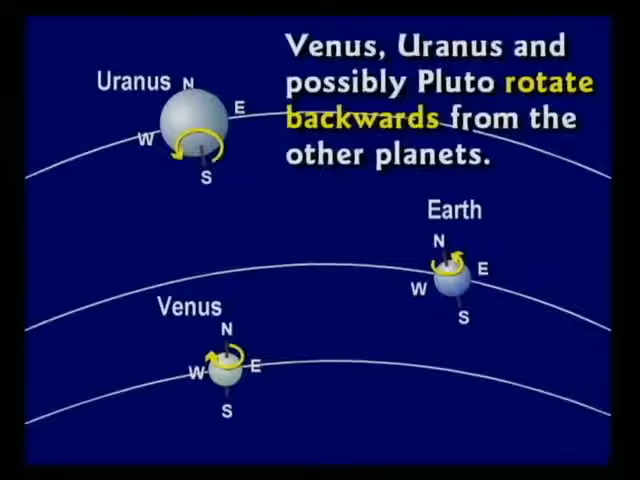 Venus, Uranus and
possibly Pluto rotate
backwards from the
other planets.
Uranus
N
E
W
S
Earth
N
E
W
S
Venus
N
W
E
S